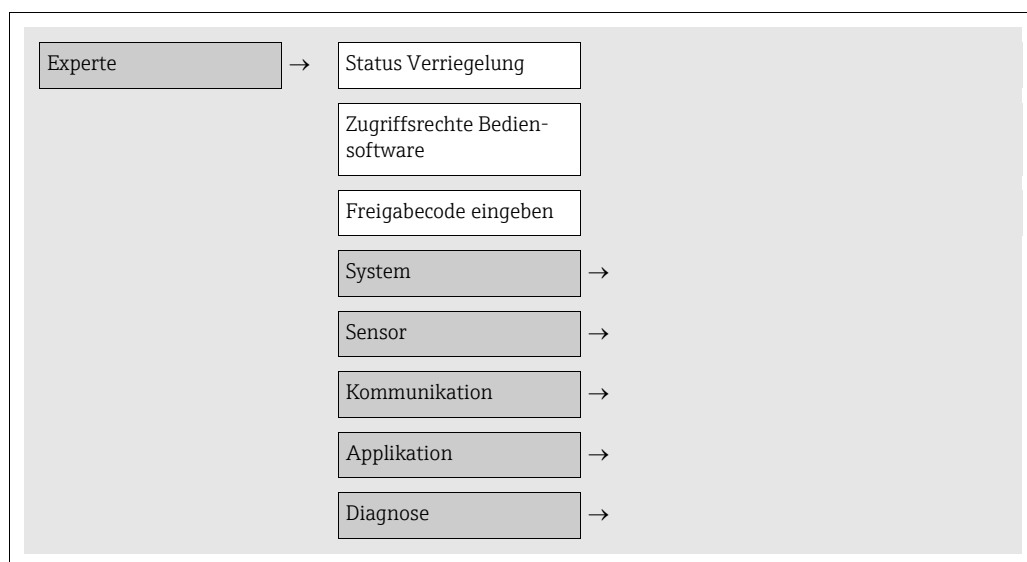 Experte → Status Verriegelung
Zugriffsrechte Bedien-
software
Freigabecode eingeben
System →
Sensor →
Kommunikation →
Applikation →
Diagnose →